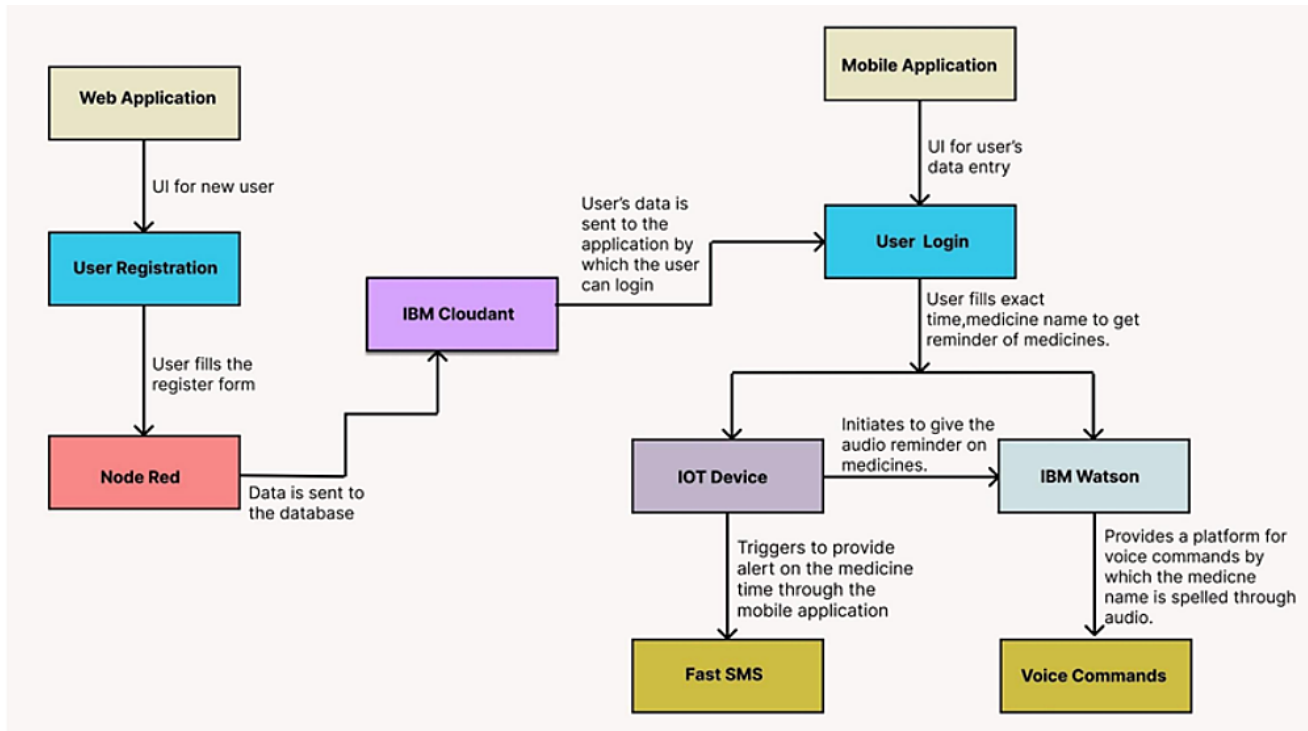 Web Application
UI for new user
User Registration
User fills the
register form
Node Red
Data is sent to
the database
IBM Cloudant
User’s data is
sent to the
application by
which the user
can login
Mobile Application
UI for user’s
data entry
User Login
User fills exact
time,medicine name to get
reminder of medicines.
IOT Device
Initiates to give the
audio reminder on
medicines.
IBM Watson
Triggers to provide
alert on the medicine
time through the
mobile application
Fast SMS
Provides a platform for
voice commands by
which the medicne
name is spelled through
audio.
Voice Commands